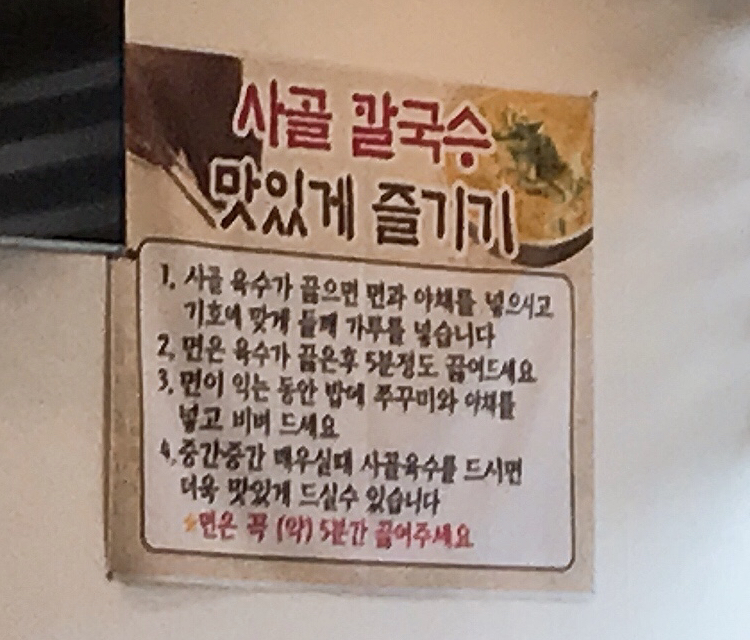 사골 칼국수
맛있게 즐기기
1. 사골 육수가 끓으면 면과 야채를 넣으시고
기호에 맞게 들깨 가루를 넣습니다
2. 면은 육수가 끓은후 5분정도 끓여드세요
3. 면이 익는 동안 밥에 쭈꾸미와 야채를
넣고 비벼 드세요
4. 중간중간 매우실때 사골육수를 드시면
더욱 맛있게 드실수 있습니다
*면은 꼭 (약) 5분간 끓여주세요